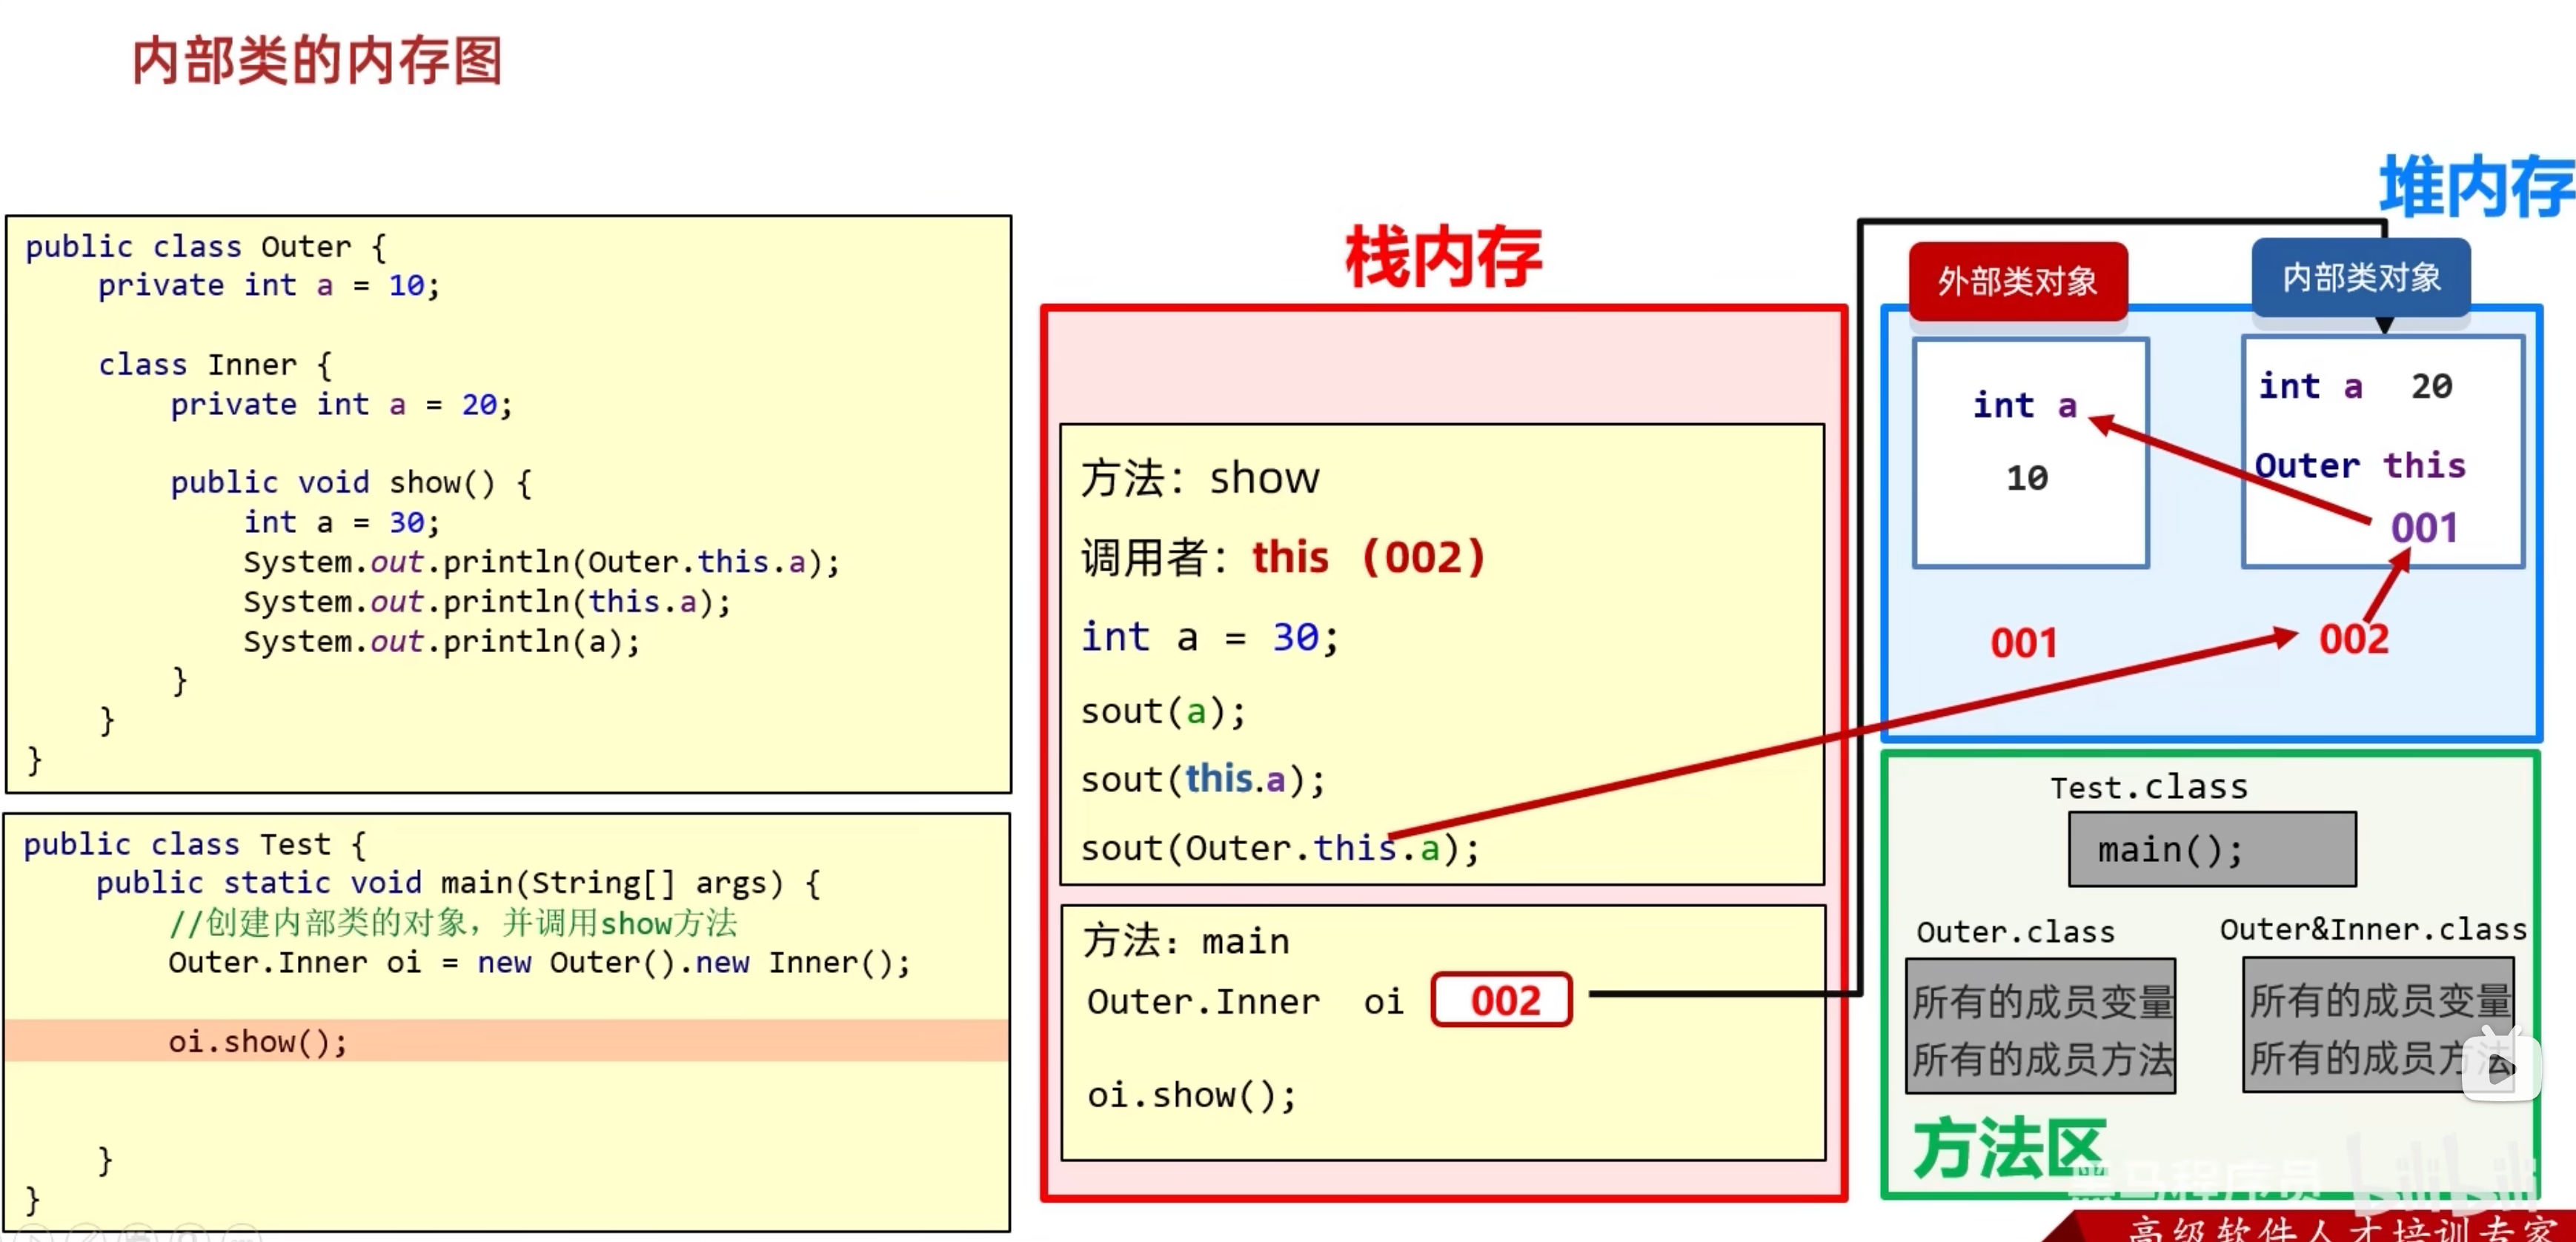 内部类的内存图
public class Outer {
private int a = 10;
class Inner {
private int a = 20;
public void show() {
int a = 30;
System.out.println(Outer.this.a);
System.out.println(this.a);
System.out.println(a);
}
}
}
public class Test {
public static void main(String[] args) {
//创建内部类的对象，并调用show方法
Outer.Inner oi = new Outer().new Inner();
oi.show();
}
}
栈内存
方法：show
调用者：this（002）
int a = 30;
sout(a);
sout(this.a);
sout(Outer.this.a);
方法：main
Outer.Inner oi 002
oi.show();
堆内存
外部类对象
int a
10
001
内部类对象
int a 20
Outer this
001
002
Test.class
main();
Outer.class
所有的成员变量
所有的成员方法
Outer&Inner.class
所有的成员变量
所有的成员方法
方法区
黑马程序员
bilibili
高级软件人才培训专家